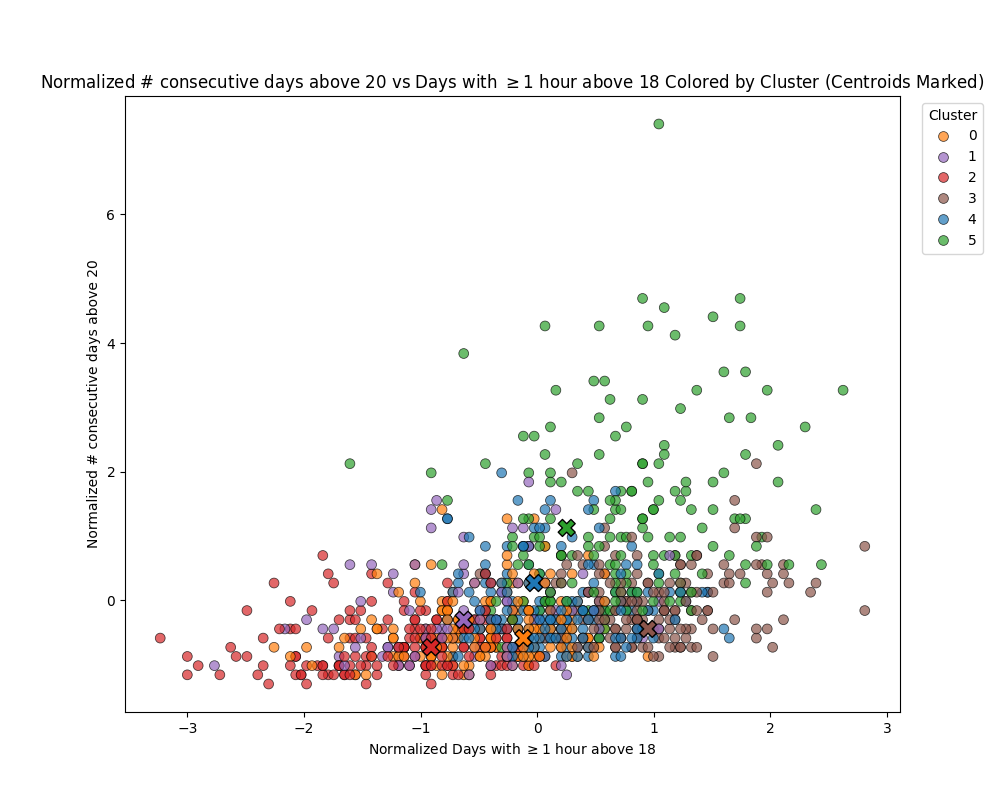 Normalized # consecutive days above 20 vs Days with ≥1 hour above 18 Colored by Cluster (Centroids Marked)
Cluster
0
1
2
3
4
5
Normalized # consecutive days above 20
6
4
2
0
−3 −2 −1 0 1 2 3
Normalized Days with ≥1 hour above 18